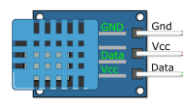 GND Gnd
Vcc
Data
Vcc Data